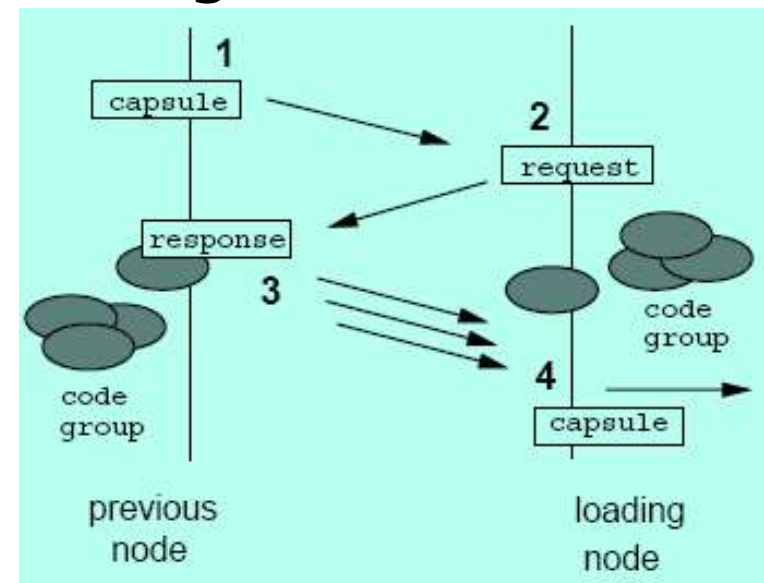 1
capsule
2
request
response
3
code
group
4
capsule
code
group
previous
node
loading
node